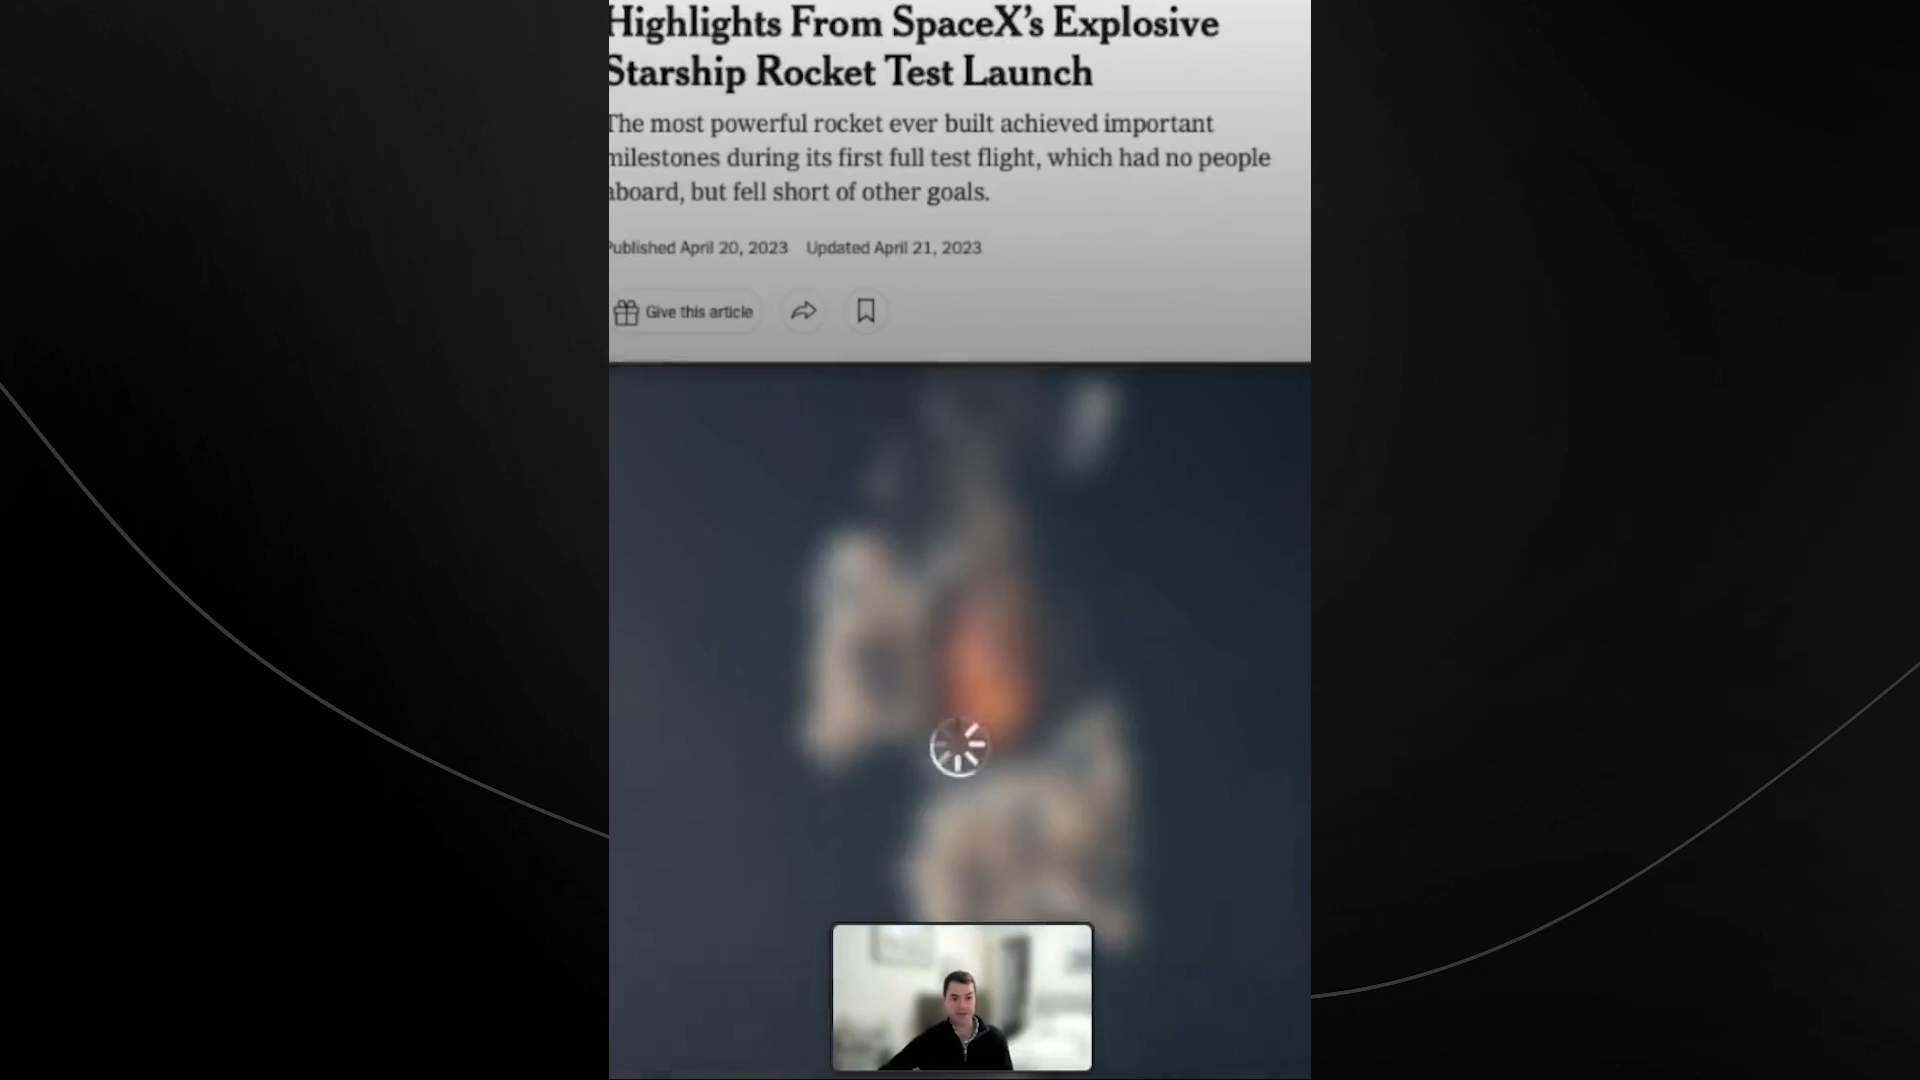 Highlights From SpaceX's Explosive
Starship Rocket Test Launch
The most powerful rocket ever built achieved important
milestones during its first full test flight, which had no people
aboard, but fell short of other goals.
Published April 20, 2023 Updated April 21, 2023
Give this article